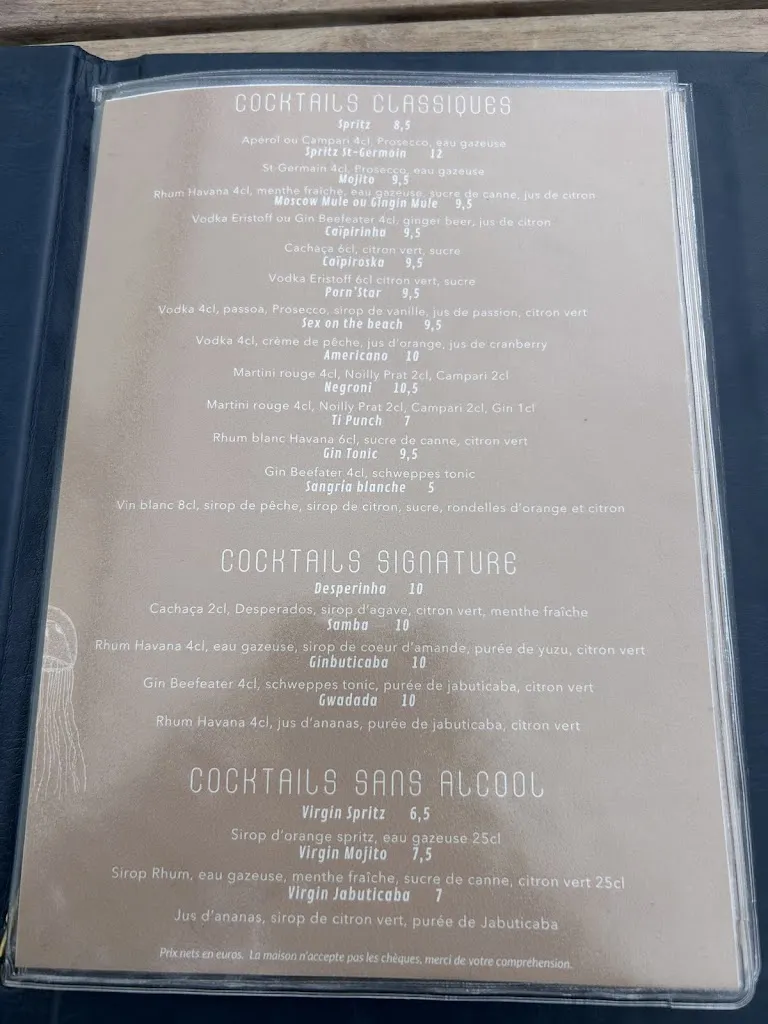 COCKTAILS CLASSIQUES
Spritz 8,5
Apérol ou Campari 4cl, Prosecco, eau gazeuse
Spritz St-Germain 12
St Germain 4cl, Prosecco, eau gazeuse
Mojito 9,5
Rhum Havana 4cl, menthe fraîche, eau gazeuse, sucre de canne, jus de citron
Moscow Mule ou Gingin Mule 9,5
Vodka Eristoff ou Gin Beefeater 4cl, ginger beer, jus de citron
Caïpirinha 9,5
Cachaça 6cl, citron vert, sucre
Caïpiroska 9,5
Vodka Eristoff 6cl citron vert, sucre
Porn'Star 9,5
Vodka 4cl, passoa, Prosecco, sirop de vanille, jus de passion, citron vert
Sex on the beach 9,5
Vodka 4cl, crème de pêche, jus d'orange, jus de cranberry
Americano 10
Martini rouge 4cl, Noilly Prat 2cl, Campari 2cl
Negroni 10,5
Martini rouge 4cl, Noilly Prat 2cl, Campari 2cl, Gin 1cl
Ti Punch 7
Rhum blanc Havana 6cl, sucre de canne, citron vert
Gin Tonic 9,5
Gin Beefater 4cl, schweppes tonic
Sangria blanche 5
Vin blanc 8cl, sirop de pêche, sirop de citron, sucre, rondelles d'orange et citron
COCKTAILS SIGNATURE
Desperinha 10
Cachaça 2cl, Desperados, sirop d'agave, citron vert, menthe fraîche
Samba 10
Rhum Havana 4cl, eau gazeuse, sirop de coeur d'amande, purée de yuzu, citron vert
Ginbuticaba 10
Gin Beefeater 4cl, schweppes tonic, purée de jabuticaba, citron vert
Gwadada 10
Rhum Havana 4cl, jus d'ananas, purée de jabuticaba, citron vert
COCKTAILS SANS ALCOOL
Virgin Spritz 6,5
Sirop d'orange spritz, eau gazeuse 25cl
Virgin Mojito 7,5
Sirop Rhum, eau gazeuse, menthe fraîche, sucre de canne, citron vert 25cl
Virgin Jabuticaba 7
Jus d'ananas, sirop de citron vert, purée de Jabuticaba
Prix nets en euros. La maison n'accepte pas les chèques, merci de votre compréhension.